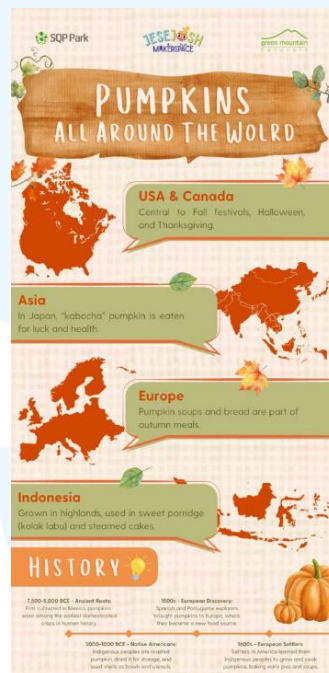 SQP Park
JESEJOSH
MAKERSPACE
green mountain
PUMPKINS
ALL AROUND THE WOLRD
USA & Canada
Central to Fall festivals, Halloween,
and Thanksgiving.
Asia
In Japan, "kabocha" pumpkin is eaten
for luck and health.
Europe
Pumpkin soups and bread are part of
autumn meals.
Indonesia
Grown in highlands, used in sweet porridge
(kolak labu) and steamed cakes.
HISTORY
7,500-5,000 BCE - Ancient Roots
First cultivated in Mexico, pumpkins
were among the earliest domesticated
crops in human history.
1500s - European Discovery:
Spanish and Portuguese explorers
brought pumpkins to Europe, where
they became a new food source.
2000-1000 BCE - Native Americans
Indigenous peoples ate roasted
pumpkin, dried it for storage, and
used shells as bowls and utensils.
1600s - European Settlers
Settlers in America learned from
Indigenous peoples to grow and cook
pumpkins, baking early pies and soups.